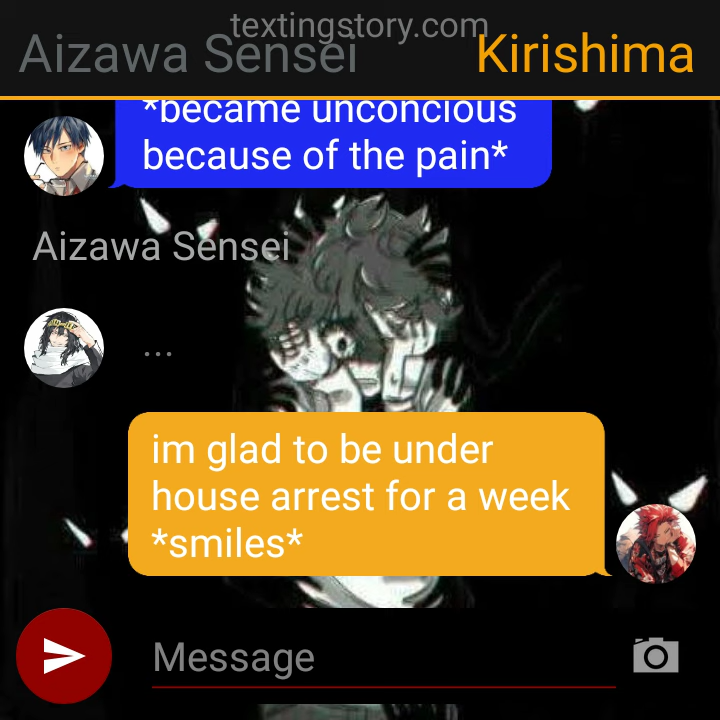 textingstory.com
Aizawa Sensei
Kirishima
*became unconcious
because of the pain*
Aizawa Sensei
...
im glad to be under
house arrest for a week
*smiles*
Message